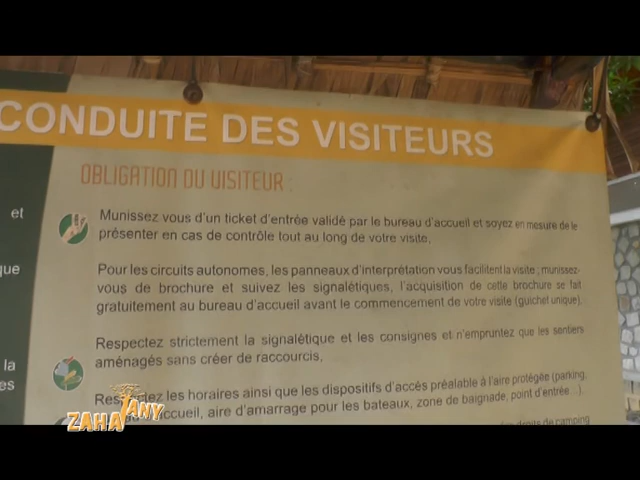 CONDUITE DES VISITEURS
OBLIGATION DU VISITEUR :
et
Munissez vous d'un ticket d'entrée validé par le bureau d'accueil et soyez en mesure de le
présenter en cas de contrôle tout au long de votre visite,
que
Pour les circuits autonomes, les panneaux d'interprétation vous facilitent la visite ; munissez-
vous de brochure et suivez les signalétiques, l'acquisition de cette brochure se fait
gratuitement au bureau d'accueil avant le commencement de votre visite (guichet unique).
Respectez strictement la signalétique et les consignes et n'empruntez que les sentiers
aménagés sans créer de raccourcis,
la
es
les horaires ainsi que les dispositifs d'accès préalable à l'aire protégée (parking,
d'accueil, aire d'amarrage pour les bateaux, zone de baignade, point d'entrée...).
droits de camping
ZAHATANY